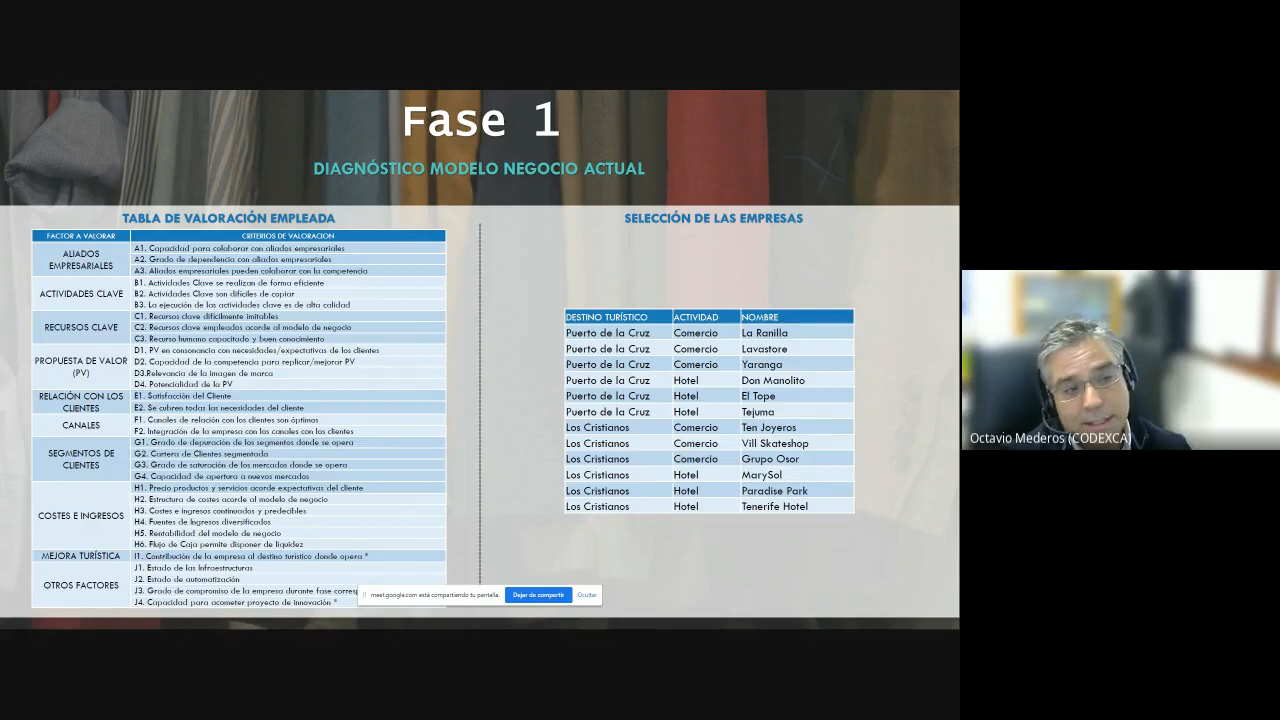 Fase 1
DIAGNÓSTICO MODELO NEGOCIO ACTUAL
TABLA DE VALORACIÓN EMPLEADA
FACTOR A VALORAR CRITERIOS DE VALORACION
ALIADOS EMPRESARIALES
A1. Capacidad para colaborar con aliados empresariales
A2. Grado de dependencia con aliados empresariales
A3. Aliados empresariales pueden colaborar con la competencia
ACTIVIDADES CLAVE
B1. Actividades Clave se realizan de forma eficiente
B2. Actividades Clave son difíciles de copiar
B3. La ejecución de las actividades clave es de alta calidad
RECURSOS CLAVE
C1. Recursos clave difícilmente imitables
C2. Recursos clave empleados acorde al modelo de negocio
C3. Recurso humano capacitado y buen conocimiento
PROPUESTA DE VALOR (PV)
D1. PV en consonancia con necesidades/expectativas de los clientes
D2. Capacidad de la competencia para replicar/mejorar PV
D3.Relevancia de la imagen de marca
D4. Potencialidad de la PV
RELACIÓN CON LOS CLIENTES
E1. Satisfacción del Cliente
E2. Se cubren todas las necesidades del cliente
CANALES
F1. Canales de relación con los clientes son óptimos
F2. Integración de la empresa con los canales con los clientes
SEGMENTOS DE CLIENTES
G1. Grado de depuración de los segmentos donde se opera
G2. Cartera de Clientes segmentada
G3. Grado de saturación de los mercados donde se opera
G4. Capacidad de apertura a nuevos mercados
COSTES E INGRESOS
H1. Precio productos y servicios acorde expectativas del cliente
H2. Estructura de costes acorde al modelo de negocio
H3. Costes e ingresos continuados y predecibles
H4. Fuentes de Ingresos diversificados
H5. Rentabilidad del modelo de negocio
H6. Flujo de Caja permite disponer de liquidez
MEJORA TURÍSTICA
I1. Contribución de la empresa al destino turístico donde opera *
OTROS FACTORES
J1. Estado de las Infraestructuras
J2. Estado de automatización
J3. Grado de compromiso de la empresa durante fase
J4. Capacidad para acometer proyecto de innovación *
SELECCIÓN DE LAS EMPRESAS
DESTINO TURÍSTICO ACTIVIDAD NOMBRE
Puerto de la Cruz Comercio La Ranilla
Puerto de la Cruz Comercio Lavastore
Puerto de la Cruz Comercio Yaranga
Puerto de la Cruz Hotel Don Manolito
Puerto de la Cruz Hotel El Tope
Puerto de la Cruz Hotel Tejuma
Los Cristianos Comercio Ten Joyeros
Los Cristianos Comercio Vill Skateshop
Los Cristianos Comercio Grupo Osor
Los Cristianos Hotel MarySol
Los Cristianos Hotel Paradise Park
Los Cristianos Hotel Tenerife Hotel
meet.google.com está compartiendo tu pantalla. Dejar de compartir Ocultar
Octavio Mederos (CODEXCA)